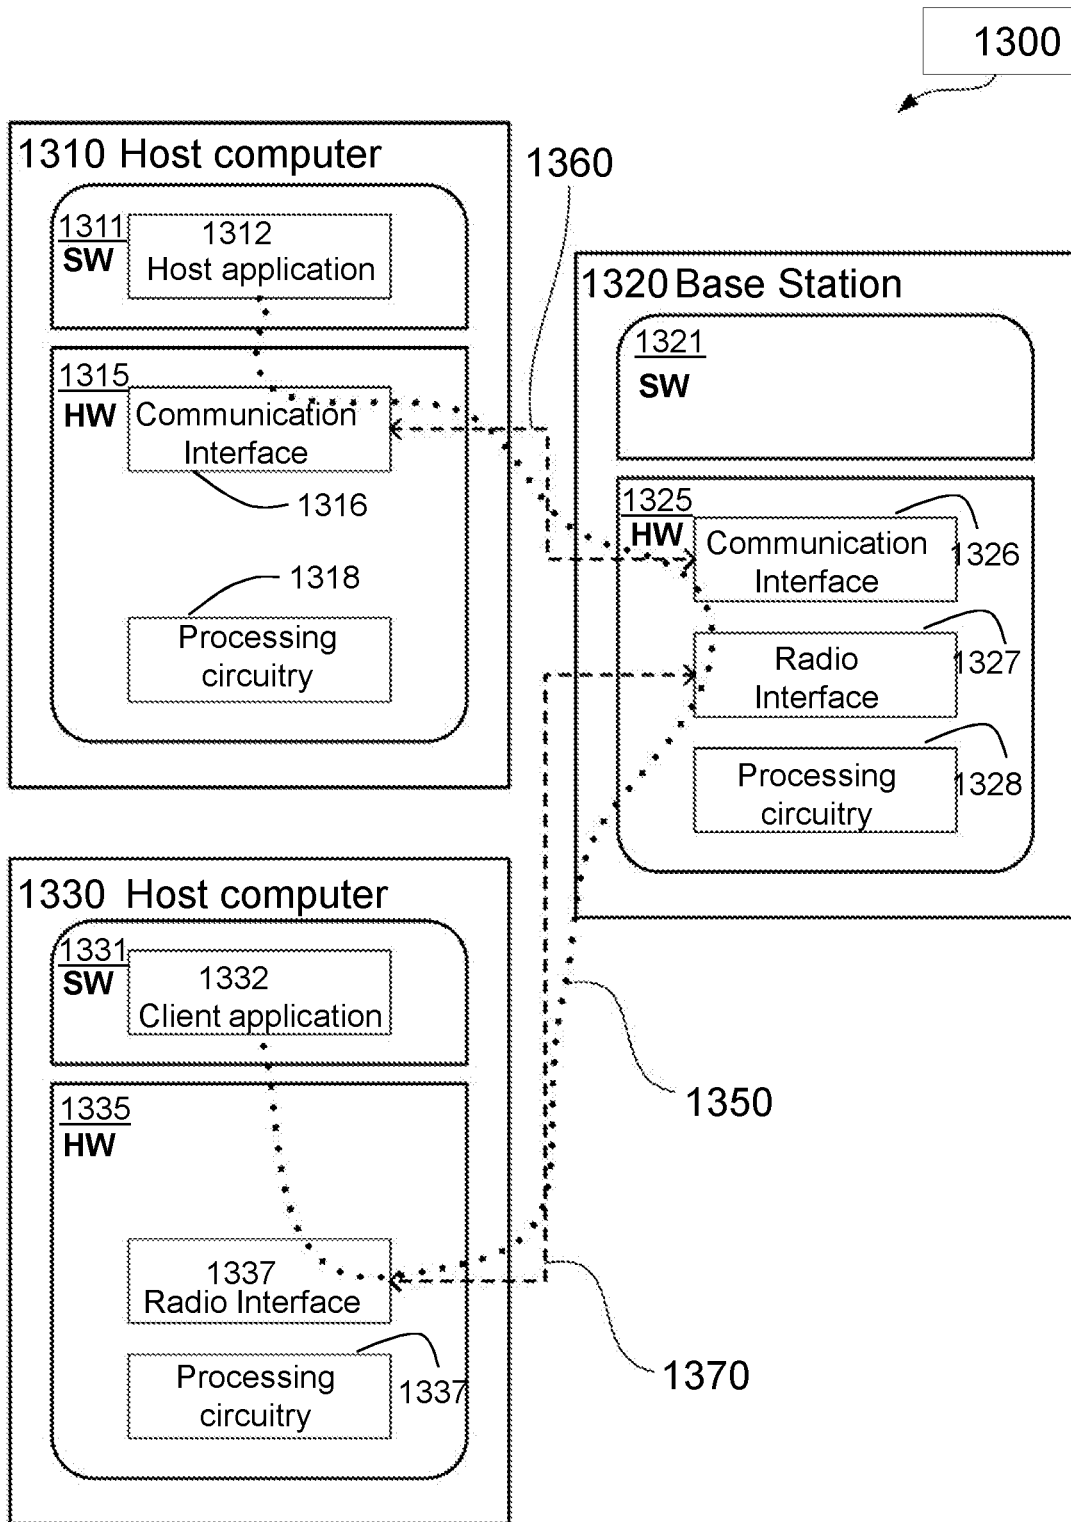 1300
1310 Host computer
1311
SW
1312
Host application
1315
HW
Communication
Interface
1316
1318
Processing
circuitry
1360
1320 Base Station
1321
SW
1325
HW
Communication
Interface
1326
Radio
Interface
1327
Processing
circuitry
1328
1330 Host computer
1331
SW
1332
Client application
1335
HW
1337
Radio Interface
Processing
circuitry
1337
1350
1370